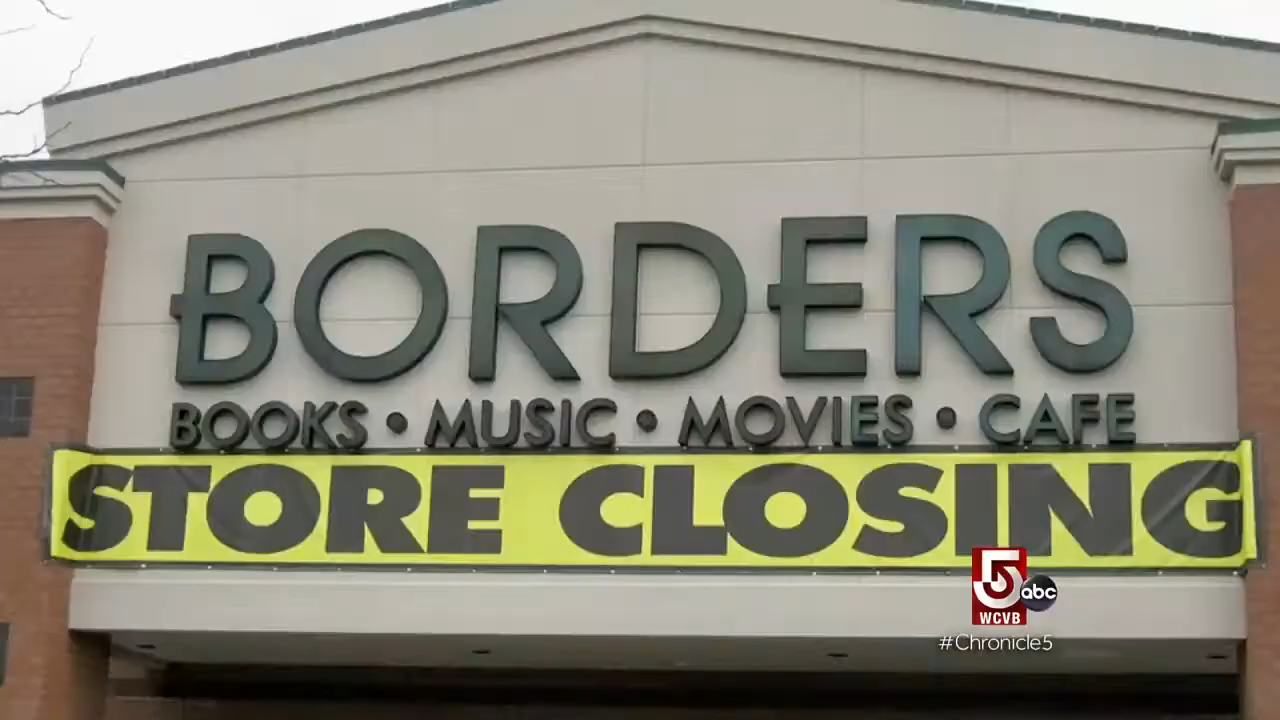 BORDERS
BOOKS • MUSIC • MOVIES • CAFE
STORE CLOSING
5 abc
WCVB
#Chronicle5